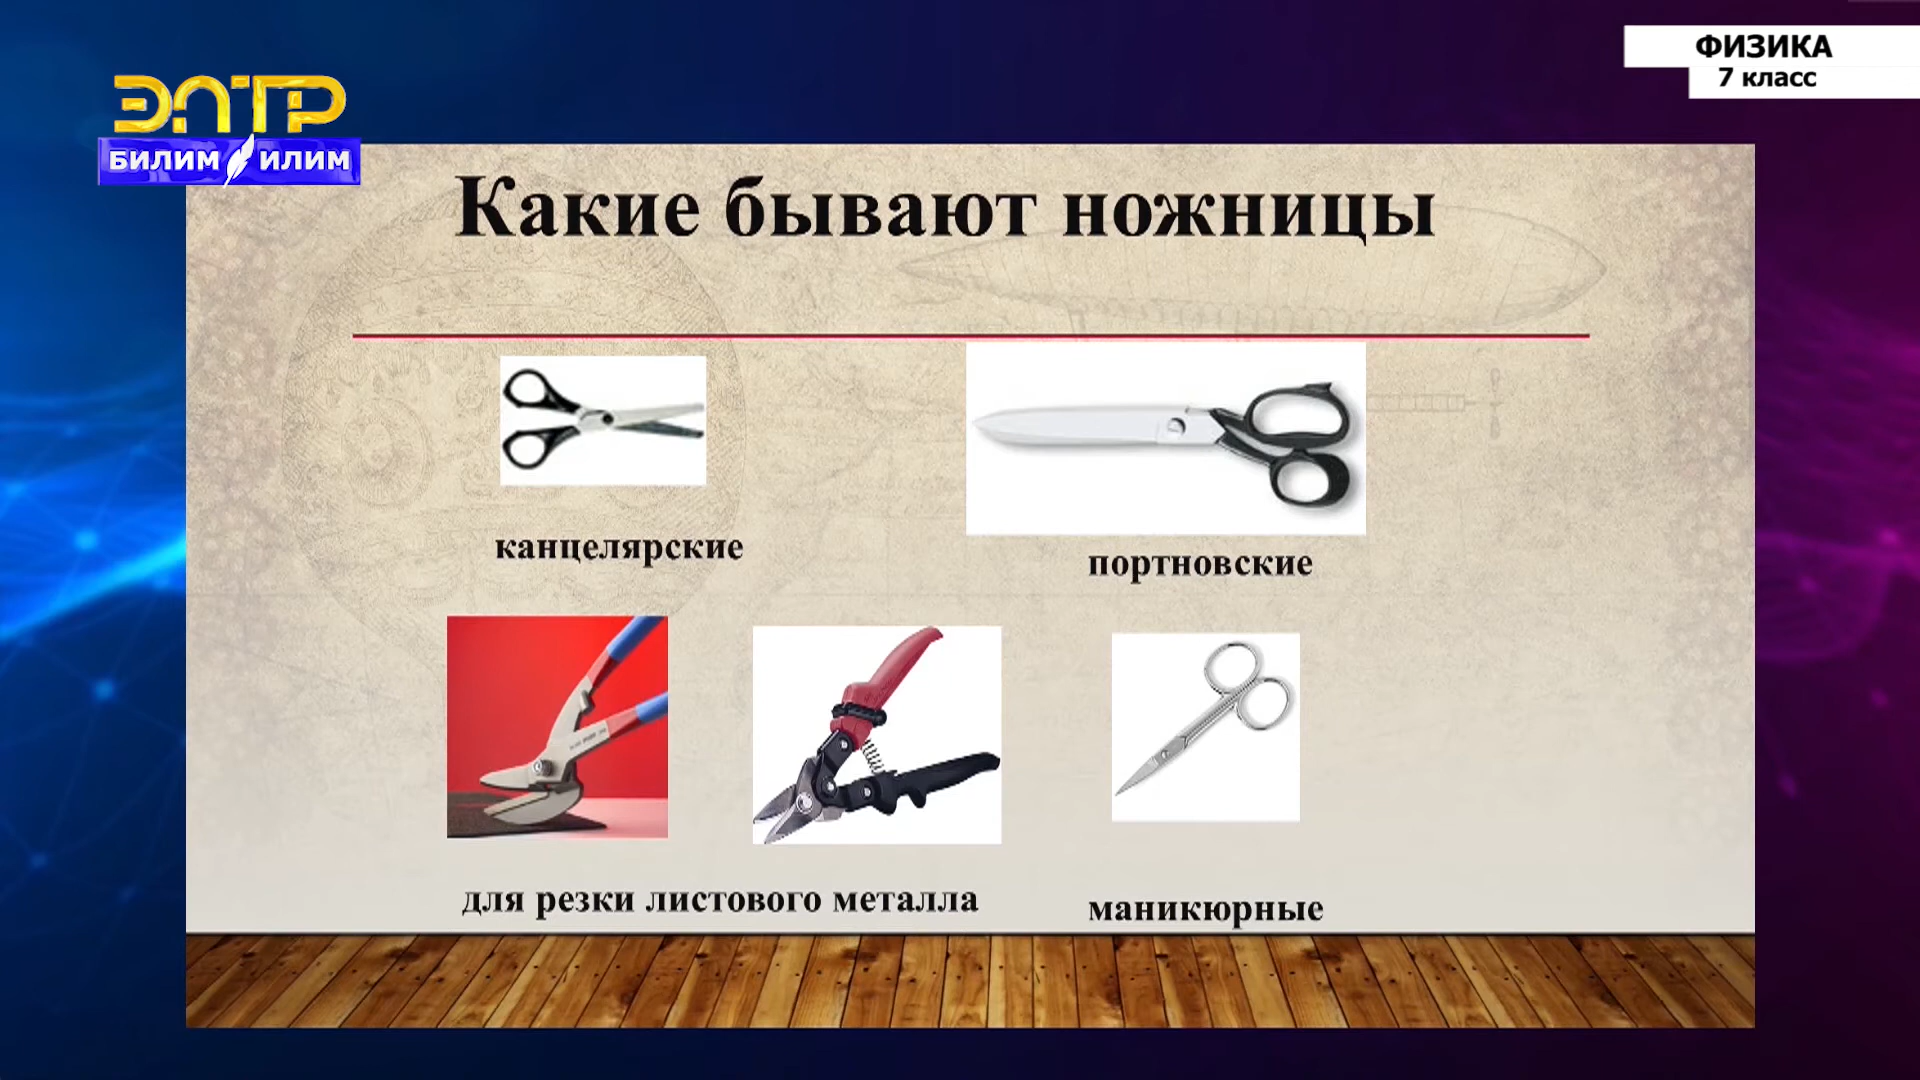 ФИЗИКА
7 класс
ЭЛТР
БИЛИМ ИЛИМ
Какие бывают ножницы
канцелярские
портновские
для резки листового металла
маникюрные